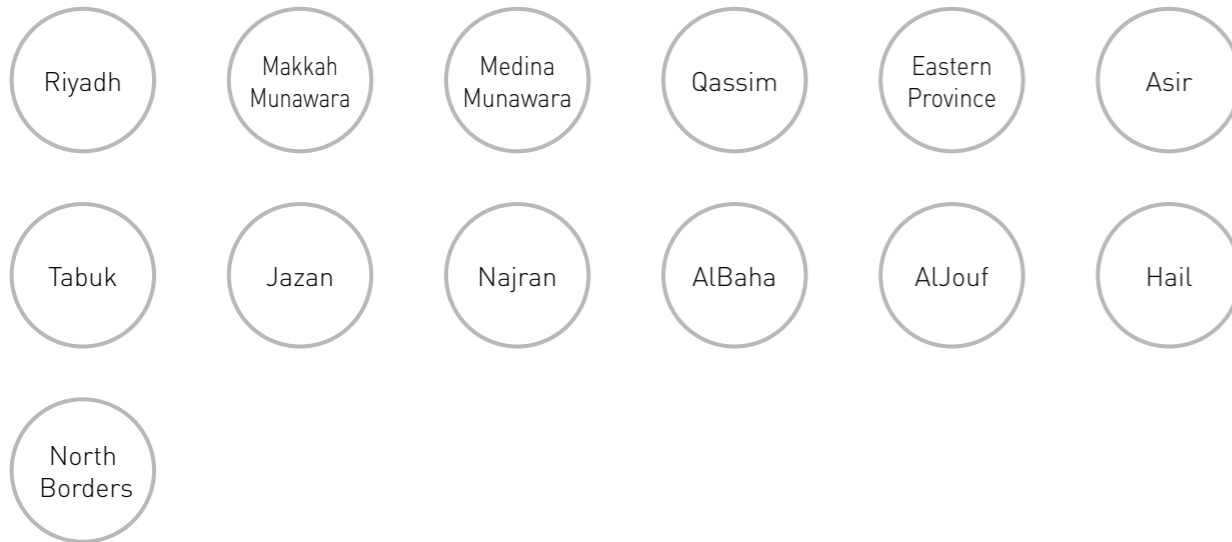 Riyadh
Makkah
Munawara
Medina
Munawara
Qassim
Eastern
Province
Asir
Tabuk
Jazan
Najran
AlBaha
AlJouf
Hail
North
Borders